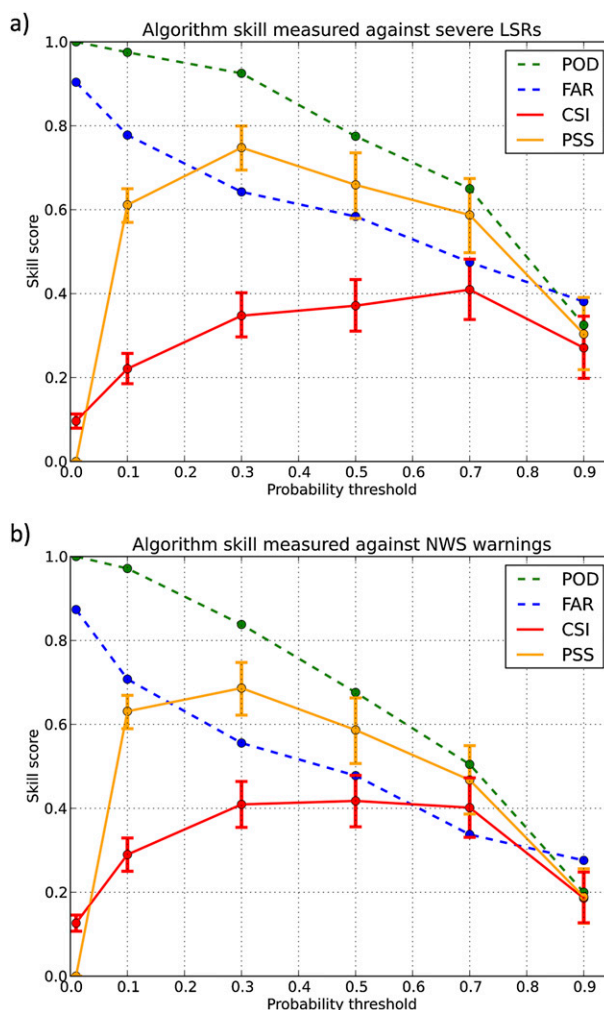 a)
Algorithm skill measured against severe LSRs
1.0
0.8
0.6
0.4
0.2
0.0
Skill score
POD
FAR
CSI
PSS
0.0 0.1 0.2 0.3 0.4 0.5 0.6 0.7 0.8 0.9
Probability threshold
b)
Algorithm skill measured against NWS warnings
1.0
0.8
0.6
0.4
0.2
0.0
Skill score
POD
FAR
CSI
PSS
0.0 0.1 0.2 0.3 0.4 0.5 0.6 0.7 0.8 0.9
Probability threshold